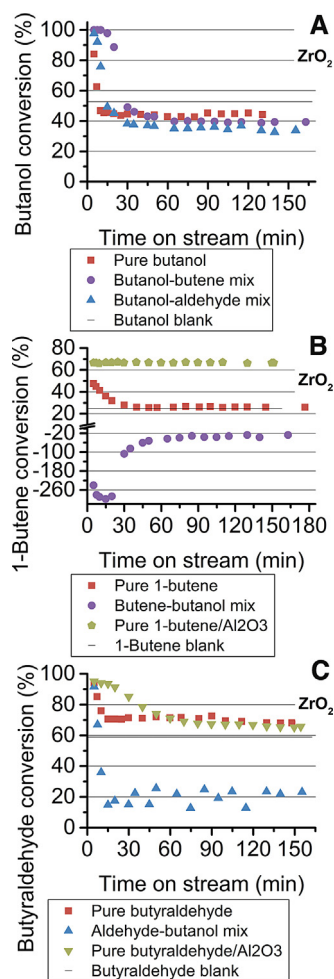 A
Butanol conversion (%)
100
80
60
40
20
0
ZrO2
0 30 60 90 120 150
Time on stream (min)
Pure butanol
Butanol-butene mix
Butanol-aldehyde mix
Butanol blank
B
1-Butene conversion (%)
80
60
40
20
-20
-100
-180
-260
ZrO2
0 30 60 90 120 150 180
Time on stream (min)
Pure 1-butene
Butene-butanol mix
Pure 1-butene/Al2O3
1-Butene blank
C
Butyraldehyde conversion (%)
100
80
60
40
20
0
ZrO2
0 30 60 90 120 150
Time on stream (min)
Pure butyraldehyde
Aldehyde-butanol mix
Pure butyraldehyde/Al2O3
Butyraldehyde blank